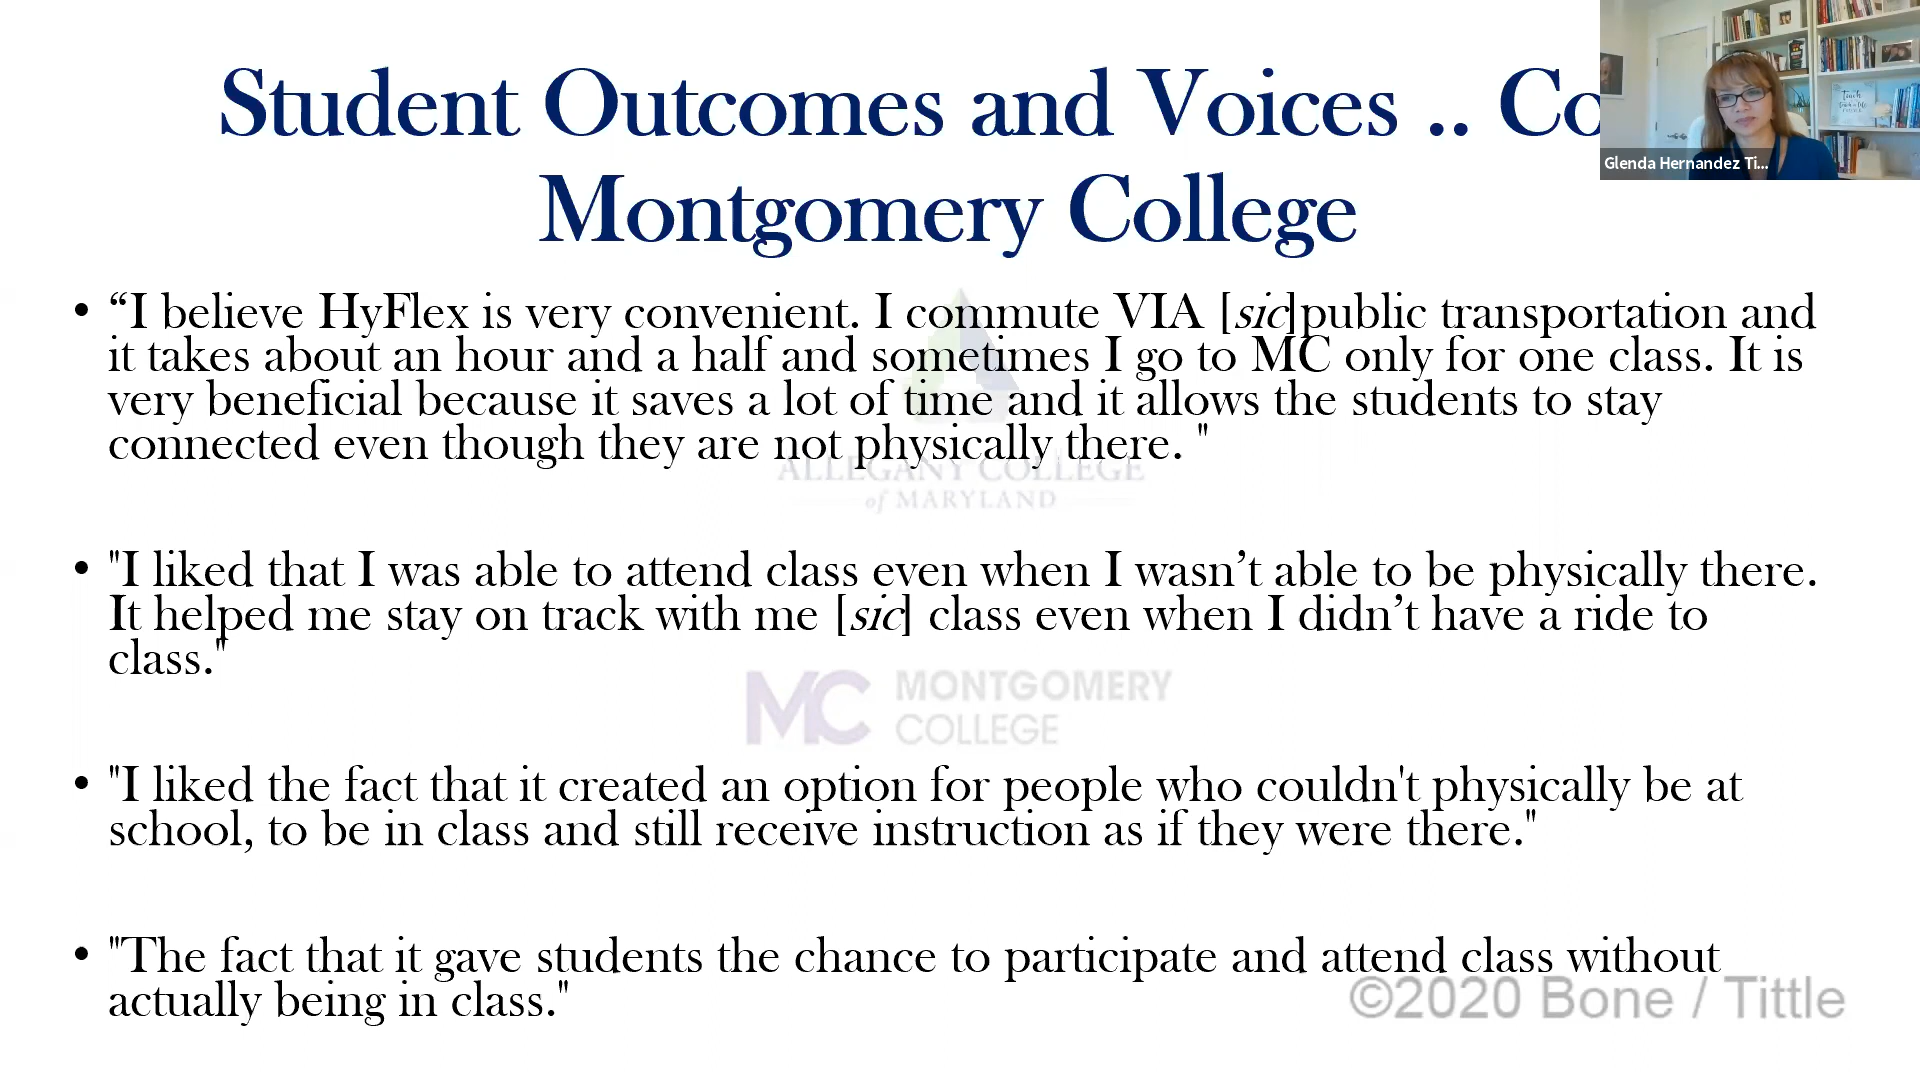 Student Outcomes and Voices .. Co
Montgomery College
Glenda Hernandez Ti...
• “I believe HyFlex is very convenient. I commute VIA [sic]public transportation and
it takes about an hour and a half and sometimes I go to MC only for one class. It is
very beneficial because it saves a lot of time and it allows the students to stay
connected even though they are not physically there. "
ALLEGANY COLLEGE
of MARYLAND
• "I liked that I was able to attend class even when I wasn’t able to be physically there.
It helped me stay on track with me [sic] class even when I didn’t have a ride to
class."
MC MONTGOMERY
COLLEGE
• "I liked the fact that it created an option for people who couldn't physically be at
school, to be in class and still receive instruction as if they were there."
• "The fact that it gave students the chance to participate and attend class without
actually being in class."
©2020 Bone / Tittle